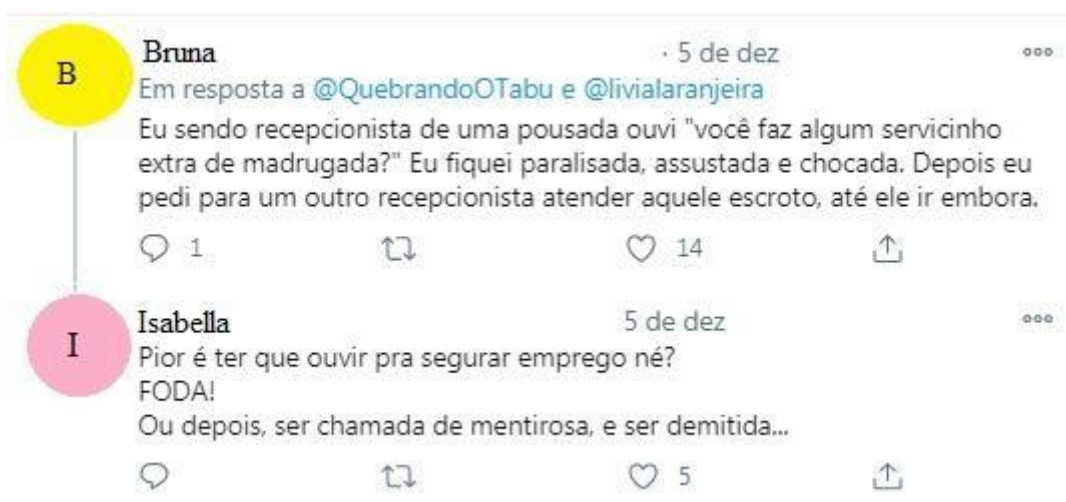 B
Bruna · 5 de dez
Em resposta a @QuebrandoOTabu e @livialaranjeira
Eu sendo recepcionista de uma pousada ouvi "você faz algum servicinho
extra de madrugada?" Eu fiquei paralisada, assustada e chocada. Depois eu
pedi para um outro recepcionista atender aquele escroto, até ele ir embora.
1 14
I
Isabella 5 de dez
Pior é ter que ouvir pra segurar emprego né?
FODA!
Ou depois, ser chamada de mentirosa, e ser demitida...
5